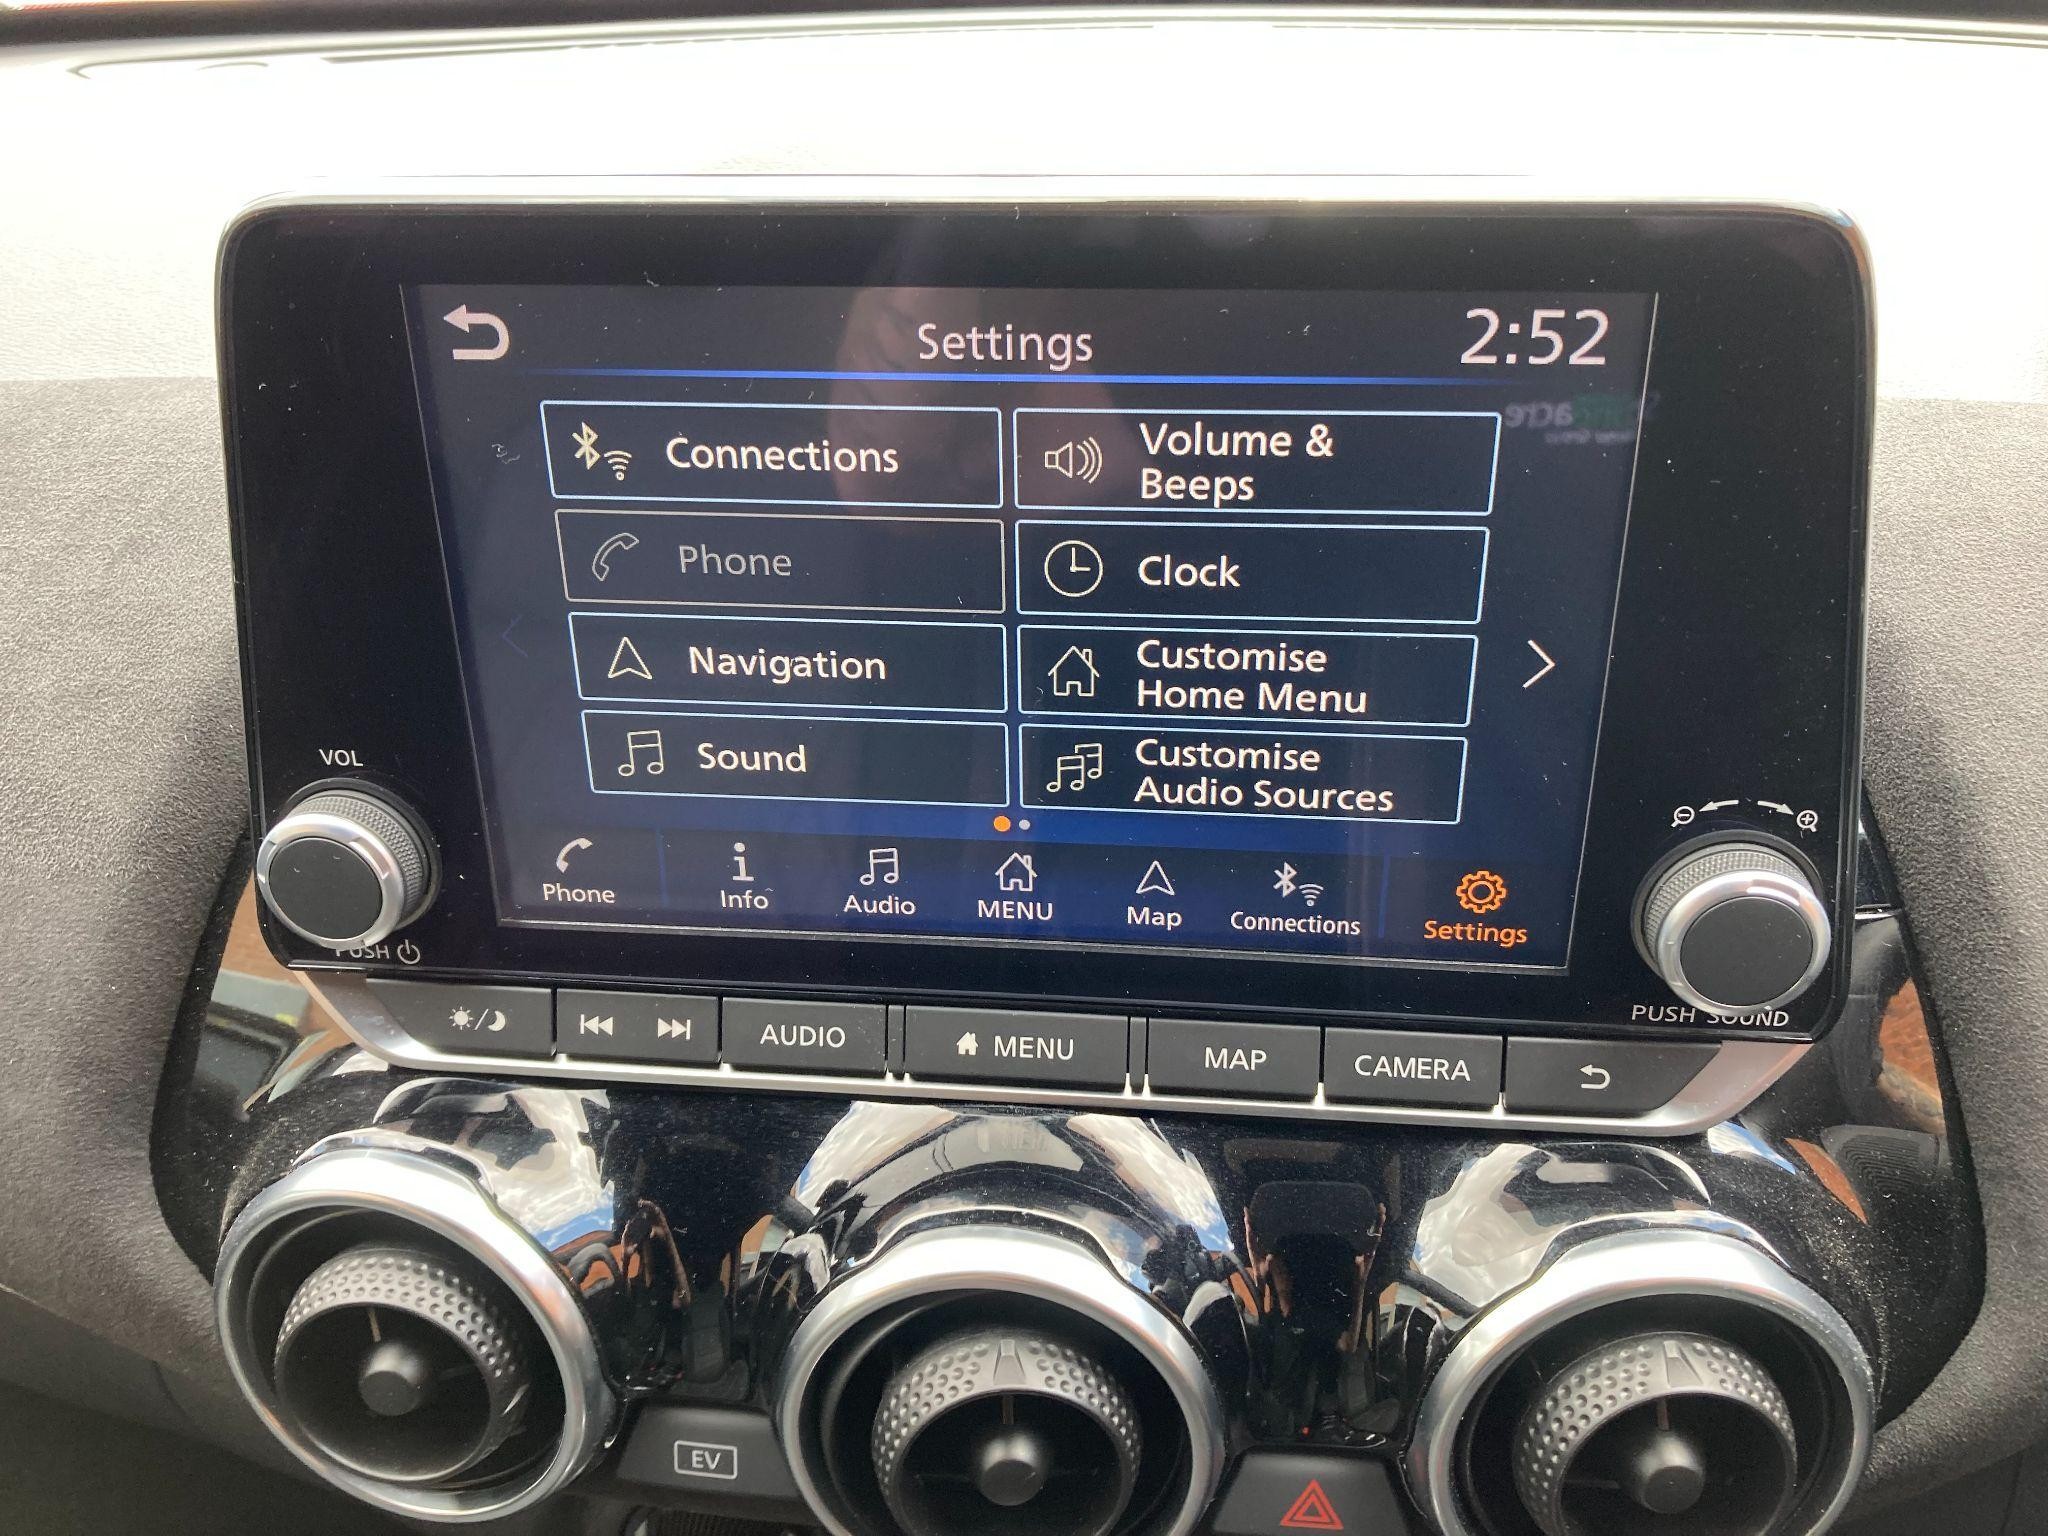 Settings
2:52
Connections
Volume &
Beeps
Phone
Clock
Navigation
Customise
Home Menu
Sound
Customise
Audio Sources
Phone
Info
Audio
MENU
Map
Connections
Settings
VOL
PUSH
PUSH SOUND
AUDIO
MENU
MAP
CAMERA
EV